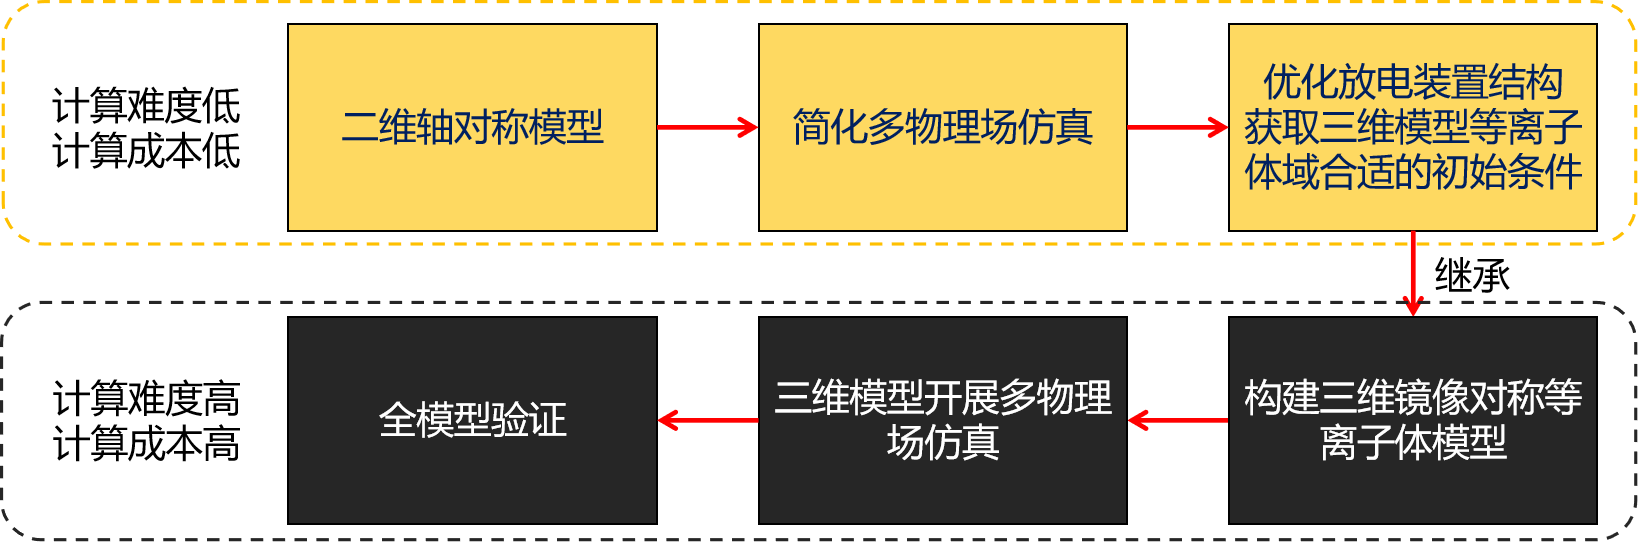 计算难度低
计算成本低
二维轴对称模型
简化多物理场仿真
优化放电装置结构
获取三维模型等离子
体域合适的初始条件
继承
计算难度高
计算成本高
全模型验证
三维模型开展多物理
场仿真
构建三维镜像对称等
离子体模型